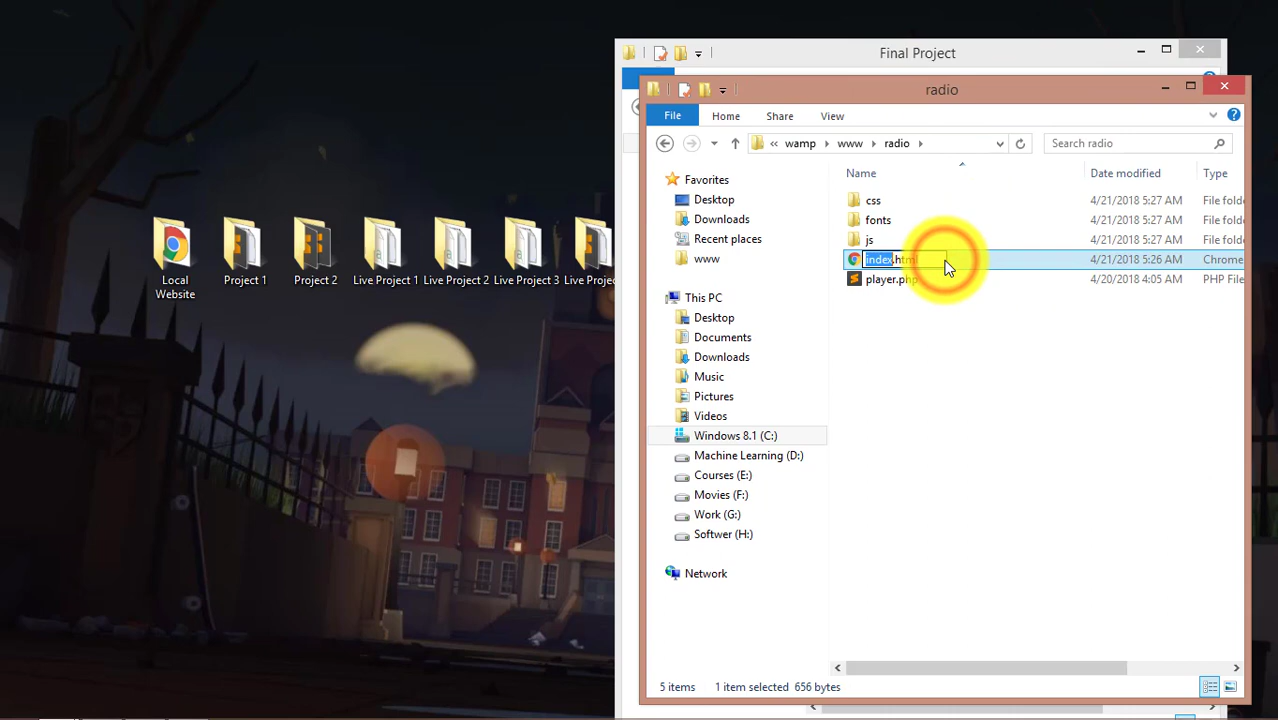 Final Project
radio
File
Home
Share
View
« wamp www radio
Search radio
Name
Date modified
Type
Favorites
Desktop
Downloads
Recent places
www
This PC
Desktop
Documents
Downloads
Music
Pictures
Videos
Windows 8.1 (C:)
Machine Learning (D:)
Courses (E:)
Movies (F:)
Work (G:)
Softwer (H:)
Network
css 4/21/2018 5:27 AM File folde
fonts 4/21/2018 5:27 AM File folde
js 4/21/2018 5:27 AM File folde
index.html 4/21/2018 5:26 AM Chrome
player.php 4/20/2018 4:05 AM PHP File
Local
Website
Project 1
Project 2
Live Project 1
Live Project 2
Live Project 3
Live Projec
5 items 1 item selected 656 bytes